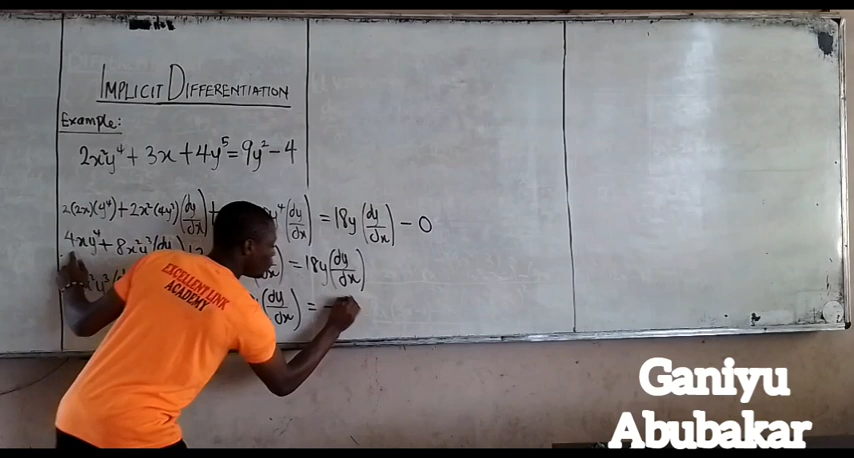 IMPLICIT DIFFERENTIATION
Example:
2x²y⁴ + 3x + 4y⁵ = 9y² - 4
2(2x)(y⁴) + 2x²(4y³)(dy/dx) + y⁴(dy/dx) = 18y(dy/dx) - 0
4xy⁴ + 8x²y³(dy = 18y(dy/dx)
(dy/dx) = -
EXCELLENT LINK
ACADEMY
Ganiyu
Abubakar